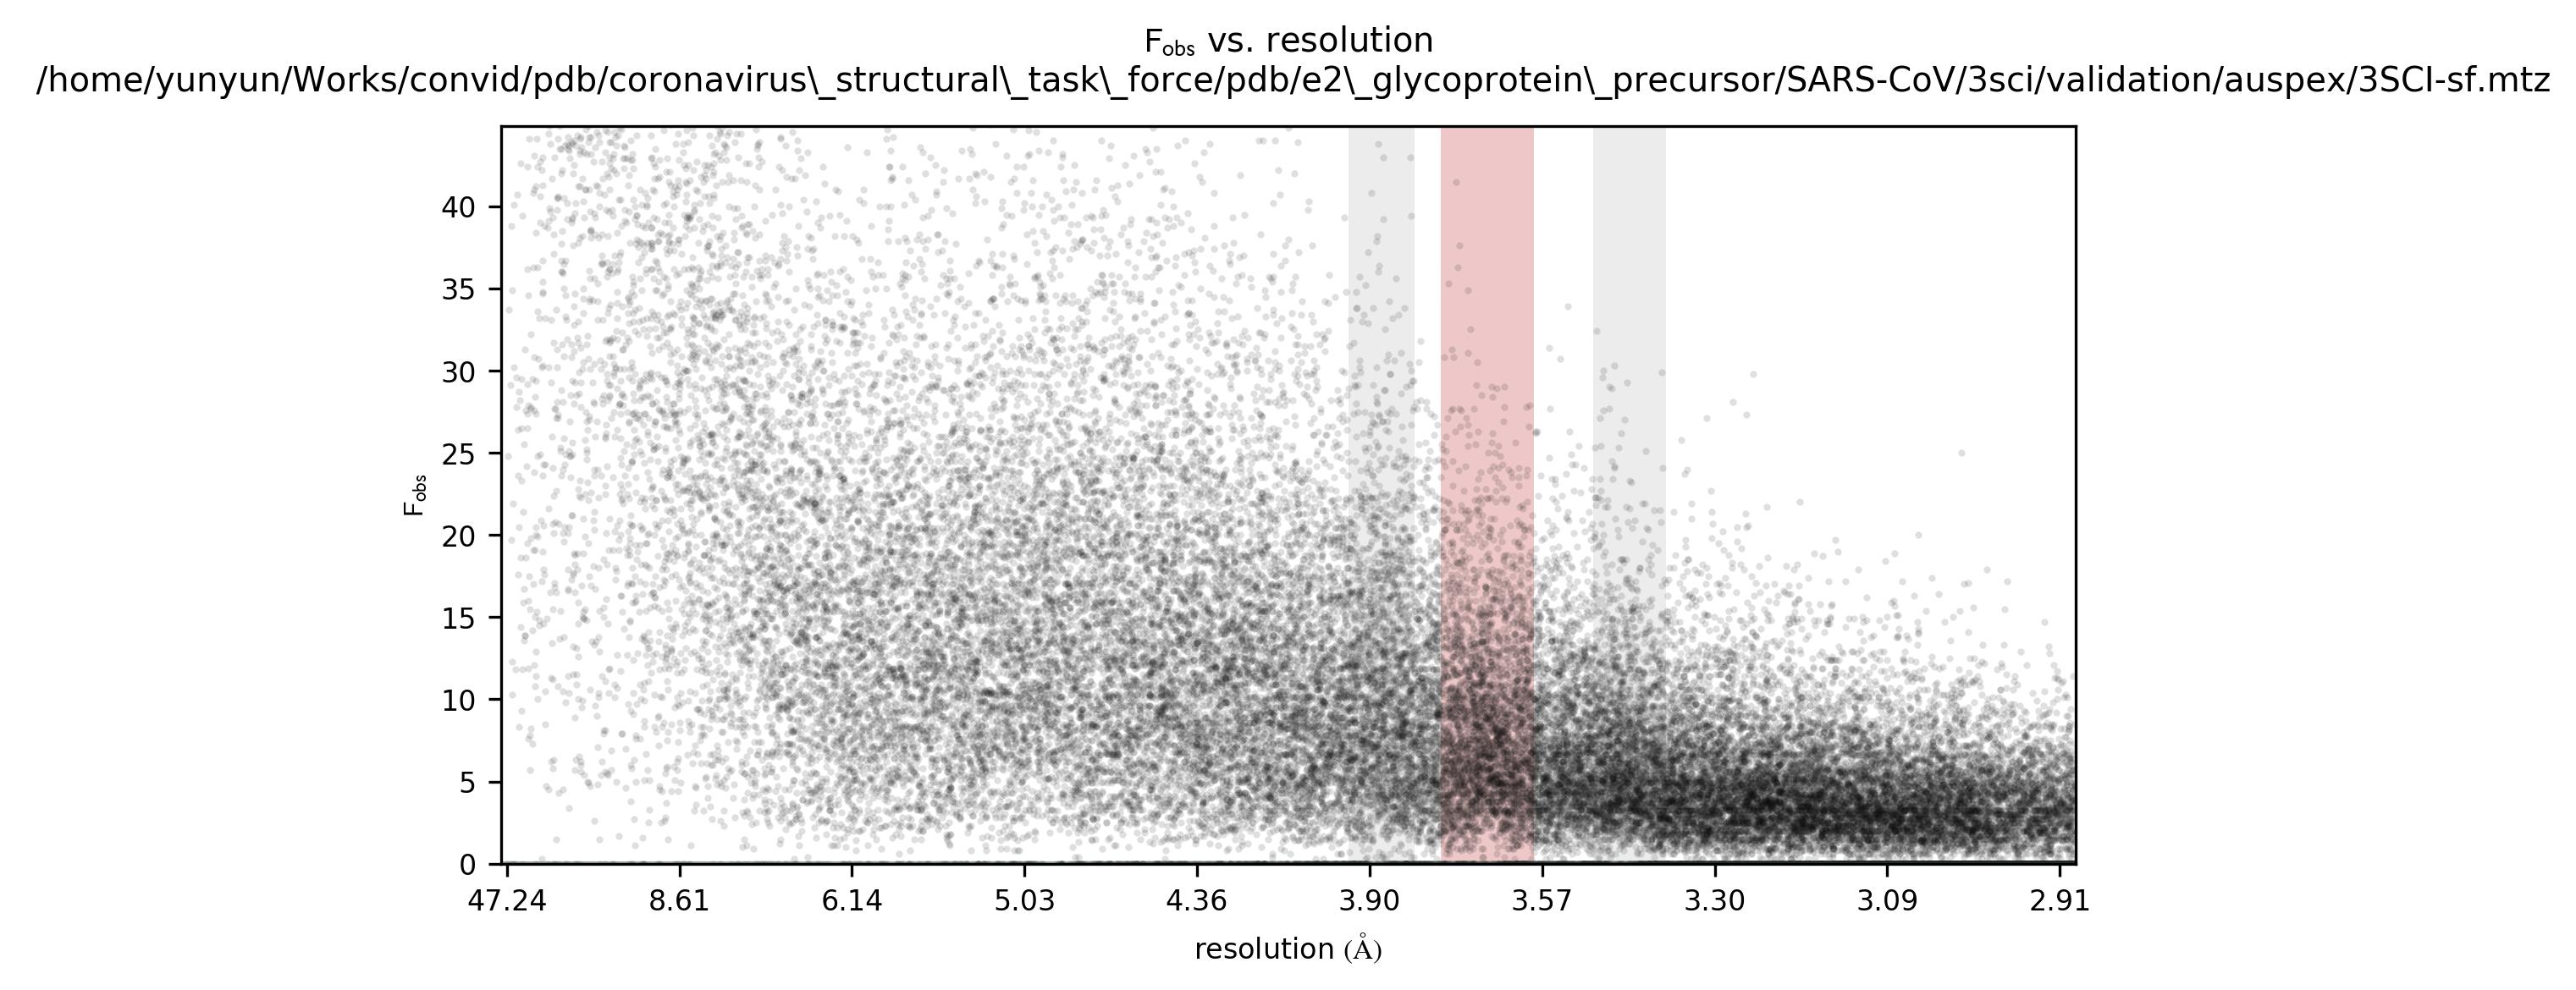 Fobs vs. resolution
/home/yunyun/Works/convid/pdb/coronavirus\_structural\_task\_force/pdb/e2\_glycoprotein\_precursor/SARS-CoV/3sci/validation/auspex/3SCI-sf.mtz
40
35
30
25
20
15
10
5
0
Fobs
47.24 8.61 6.14 5.03 4.36 3.90 3.57 3.30 3.09 2.91
resolution (Å)